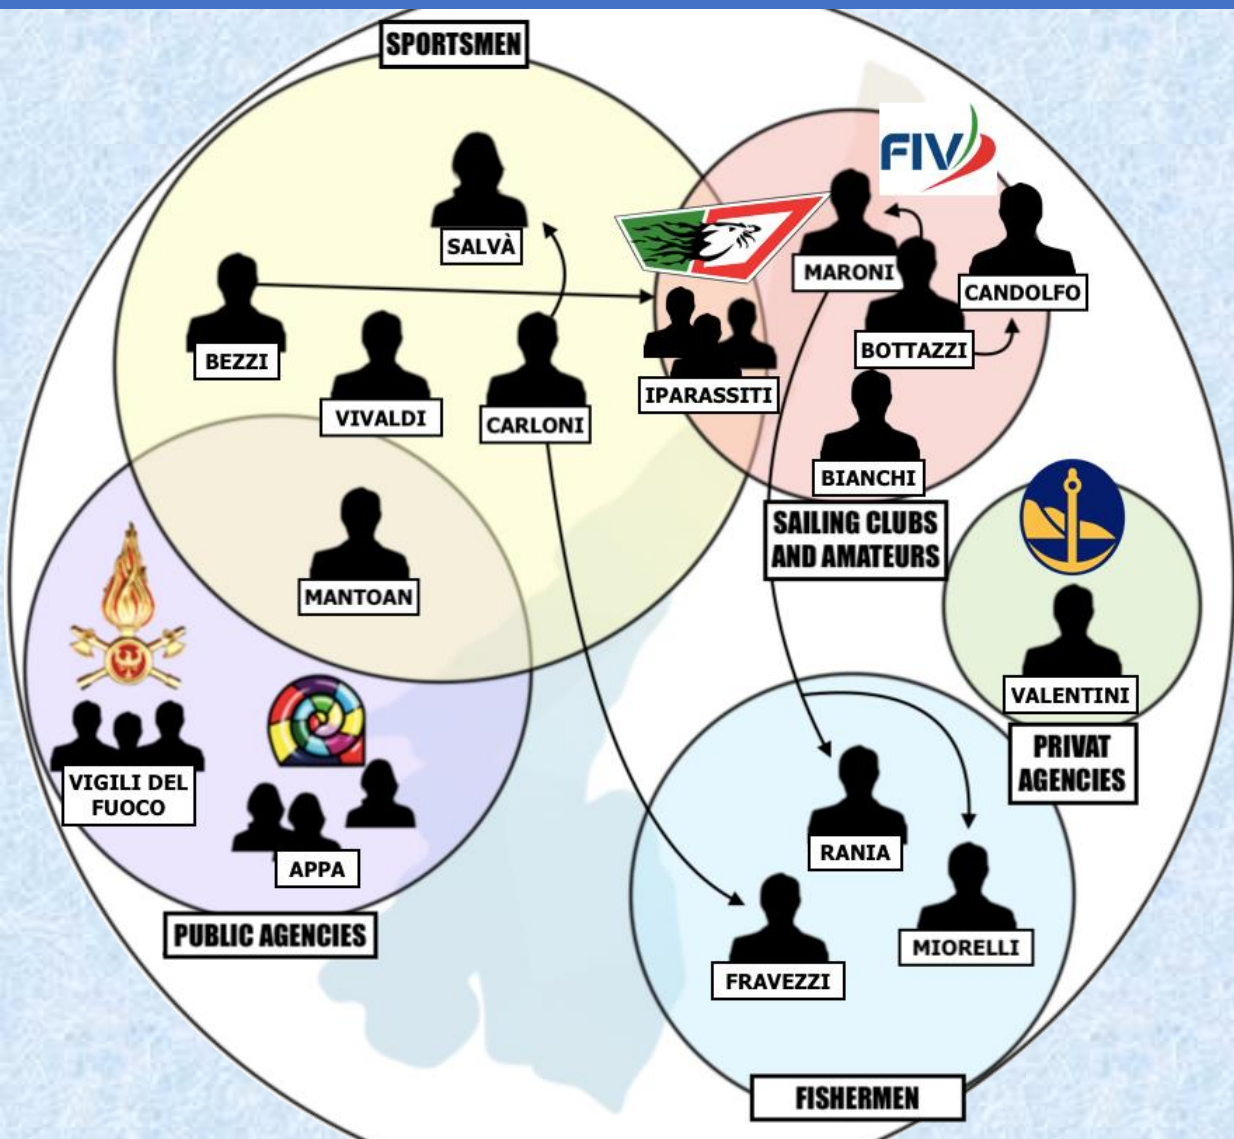 SPORTSMEN
FIV
SALVÀ
MARONI
CANDOLFO
BEZZI
BOTTAZZI
VIVALDI
CARLONI
IPARASSITI
BIANCHI
SAILING CLUBS
AND AMATEURS
MANTOAN
VALENTINI
PRIVAT
AGENCIES
VIGILI DEL
FUOCO
RANIA
APPA
PUBLIC AGENCIES
MIORELLI
FRAVEZZI
FISHERMEN